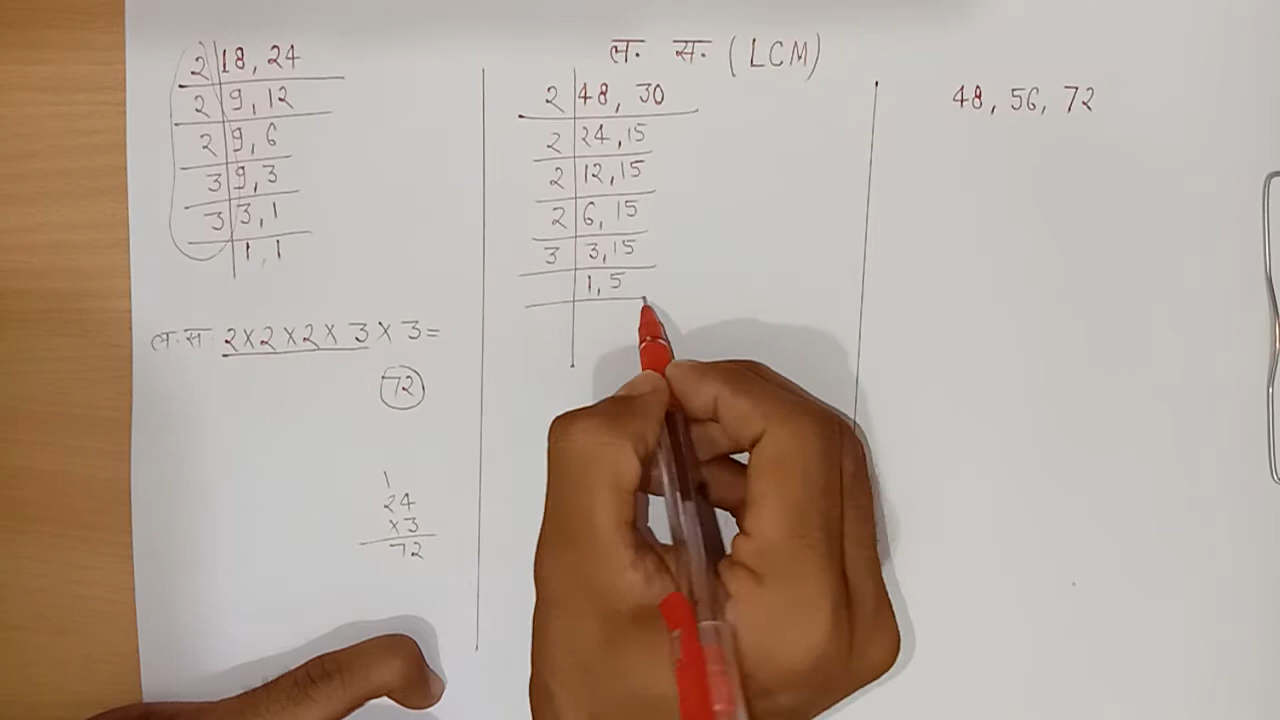 ल. स. (LCM)
2 | 18, 24
2 | 9, 12
2 | 9, 6
3 | 9, 3
3 | 3, 1
1, 1
ल.स. 2×2×2×3×3=
72
1
24
×3
72
2 | 48, 30
2 | 24, 15
2 | 12, 15
2 | 6, 15
3 | 3, 15
1, 5
48, 56, 72